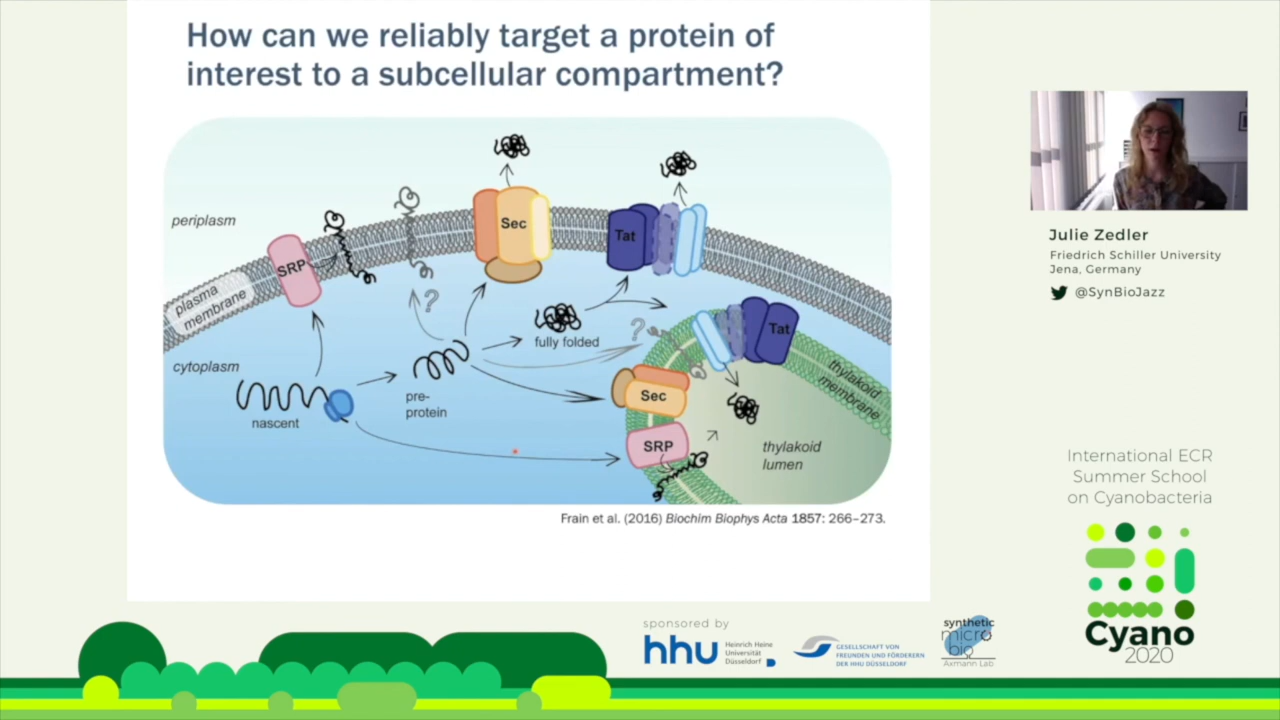 How can we reliably target a protein of
interest to a subcellular compartment?
periplasm
SRP
Sec
Tat
plasma
membrane
?
fully folded
?
Tat
cytoplasm
pre-
protein
nascent
Sec
SRP
thylakoid
membrane
thylakoid
lumen
Frain et al. (2016) Biochim Biophys Acta 1857: 266–273.
Julie Zedler
Friedrich Schiller University
Jena, Germany
@SynBioJazz
International ECR
Summer School
on Cyanobacteria
Cyano
2020
sponsored by
hhu
Heinrich Heine
Universität
Düsseldorf
GESELLSCHAFT VON
FREUNDEN UND FÖRDERERN
DER HHU DÜSSELDORF
synthetic
micro
bio
Axmann Lab